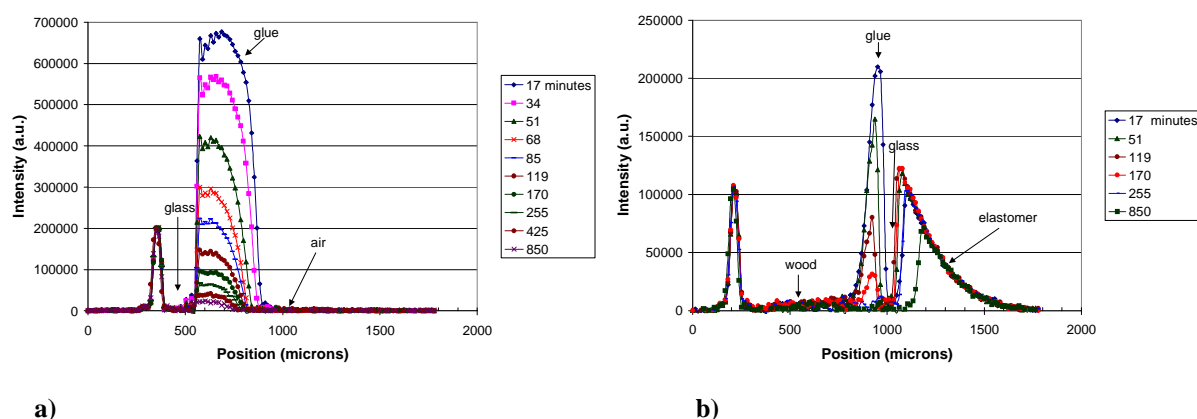 700000
600000
500000
400000
300000
200000
100000
0
0 500 1000 1500 2000
Intensity (a.u.)
Position (microns)
glue
glass
air
17 minutes
34
51
68
85
119
170
255
425
850
a)
250000
200000
150000
100000
50000
0
0 500 1000 1500 2000
Intensity (a.u.)
Position (microns)
glue
glass
elastomer
wood
17 minutes
51
119
170
255
850
b)